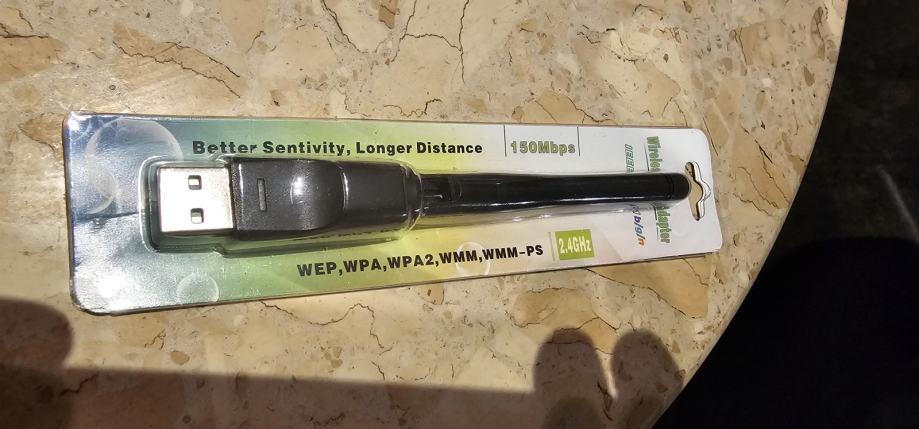 Better Sentivity, Longer Distance
150Mbps
WEP,WPA,WPA2,WMM,WMM-PS
2.4GHz
b/g/n